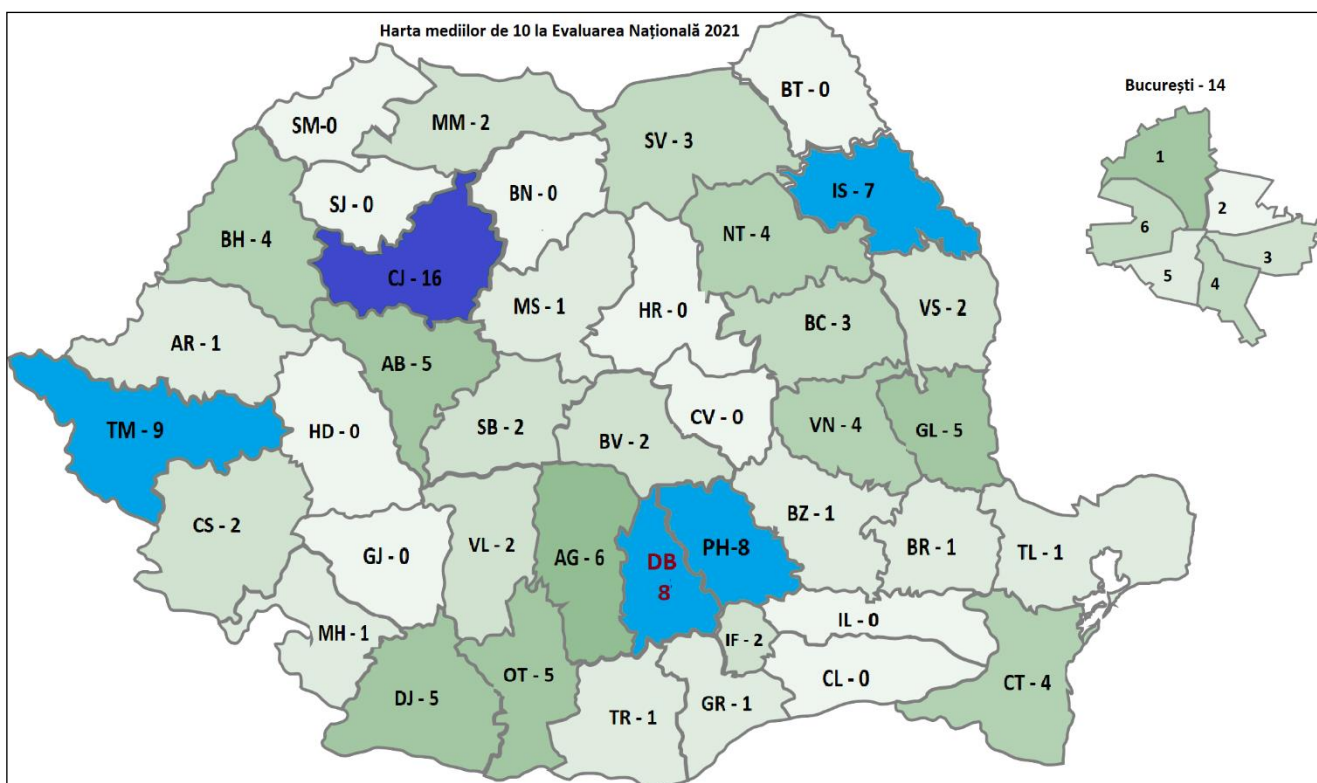 Harta mediilor de 10 la Evaluarea Națională 2021
București - 14
BT - 0
SM-0
MM - 2
SV - 3
1
IS - 7
BN - 0
SJ - 0
2
6
NT - 4
BH - 4
3
5
4
CJ - 16
MS - 1
HR - 0
VS - 2
BC - 3
AR - 1
AB - 5
CV - 0
TM - 9
HD - 0
SB - 2
BV - 2
VN - 4
GL - 5
BZ - 1
CS - 2
VL - 2
BR - 1
GJ - 0
AG - 6
DB
8
PH-8
TL - 1
IL - 0
MH - 1
IF - 2
OT - 5
CL - 0
CT - 4
DJ - 5
GR - 1
TR - 1